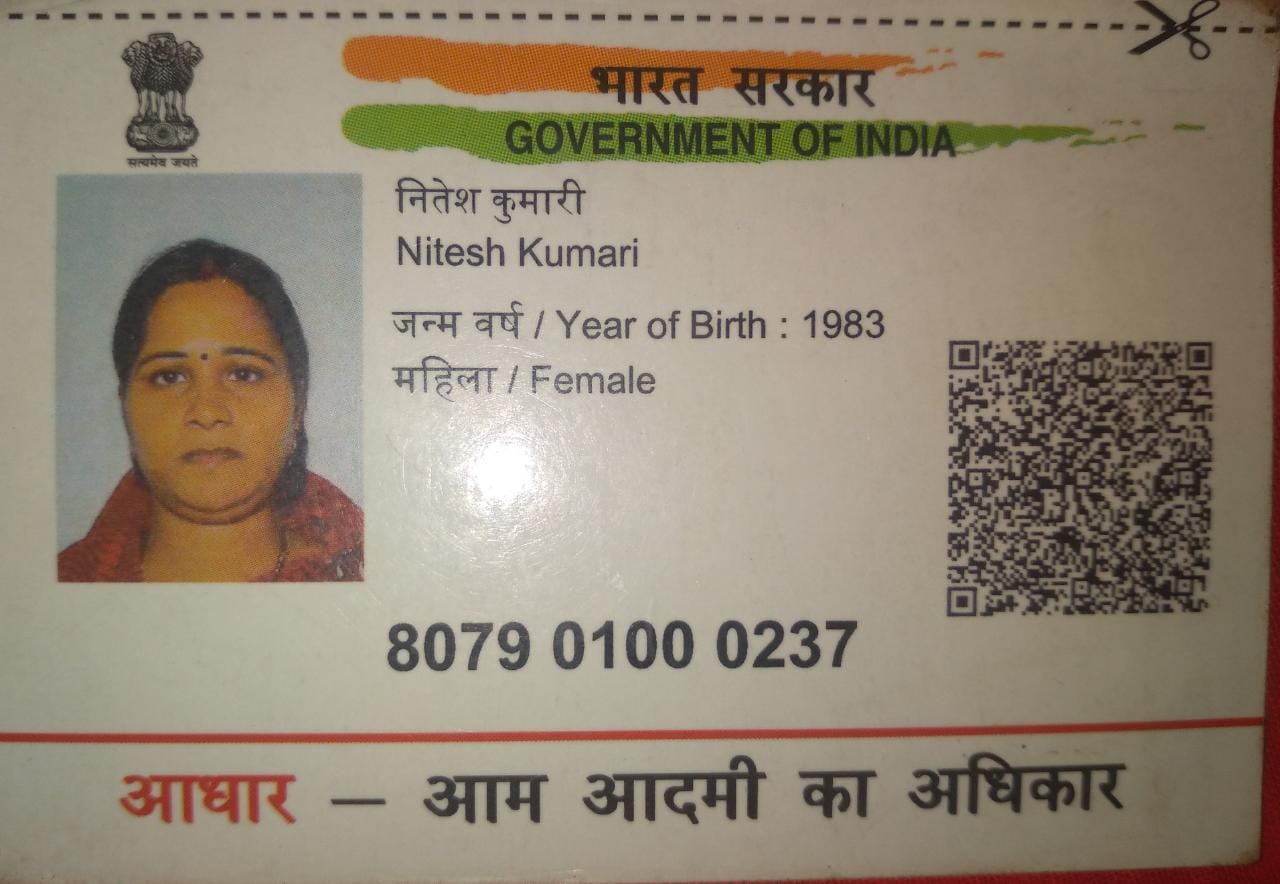 भारत सरकार
GOVERNMENT OF INDIA
सत्यमेव जयते
नितेश कुमारी
Nitesh Kumari
जन्म वर्ष / Year of Birth : 1983
महिला / Female
8079 0100 0237
आधार – आम आदमी का अधिकार